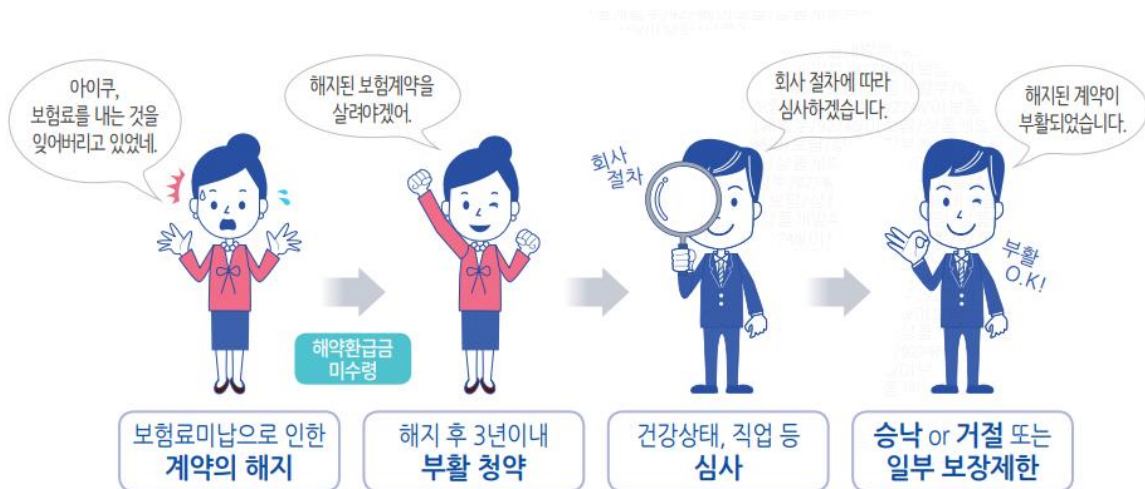 아이쿠,
보험료를 내는 것을
잊어버리고 있었네.
해지된 보험계약을
살려야겠어.
회사 절차에 따라
심사하겠습니다.
해지된 계약이
부활되었습니다.
회사
절차
부활
O.K!
해약환급금
미수령
보험료미납으로 인한
계약의 해지
해지 후 3년이내
부활 청약
건강상태, 직업 등
심사
승낙 or 거절 또는
일부 보장제한